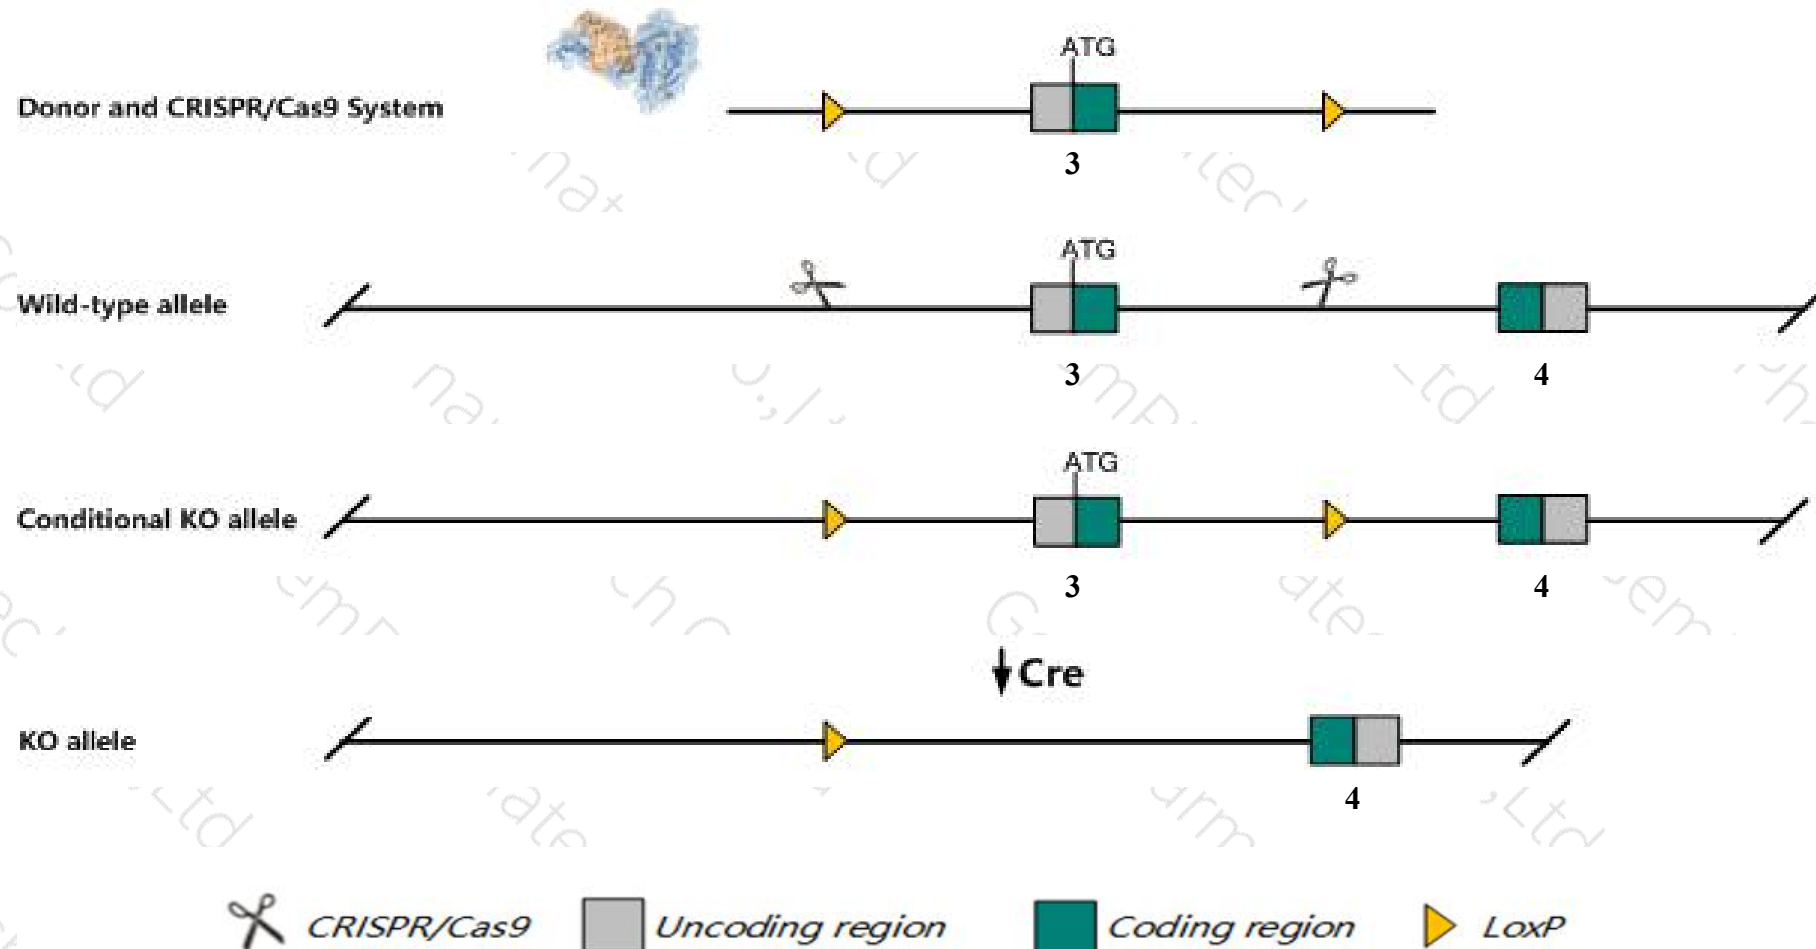 ATG
Donor and CRISPR/Cas9 System
3
ATG
Wild-type allele
3 4
ATG
Conditional KO allele
3 4
Cre
KO allele
4
CRISPR/Cas9 Uncoding region Coding region LoxP